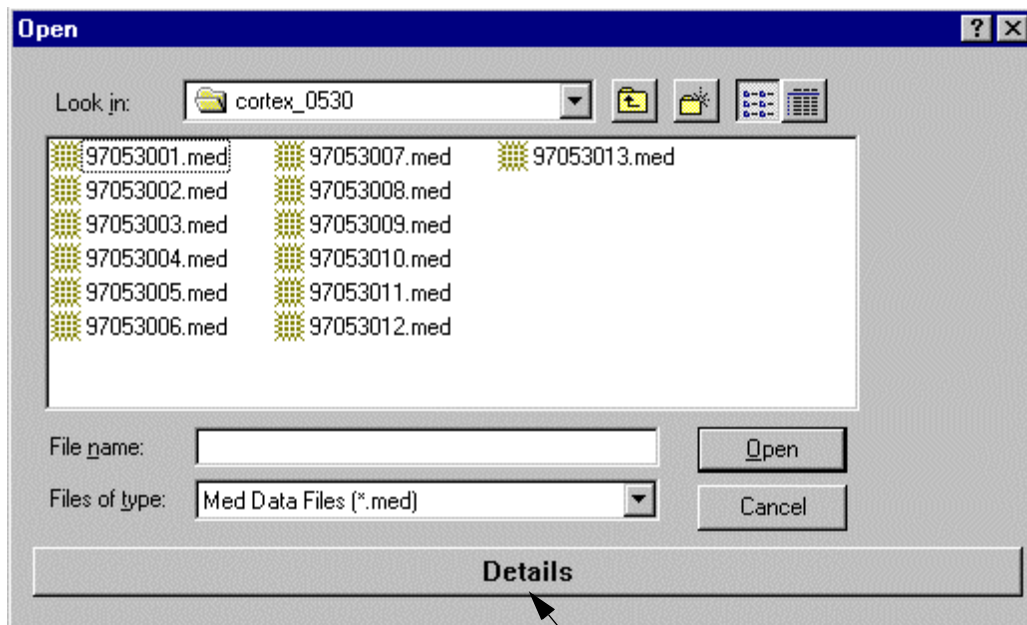 Open
Look in: cortex_0530
97053001.med 97053007.med 97053013.med
97053002.med 97053008.med
97053003.med 97053009.med
97053004.med 97053010.med
97053005.med 97053011.med
97053006.med 97053012.med
File name: Open
Files of type: Med Data Files (*.med) Cancel
Details